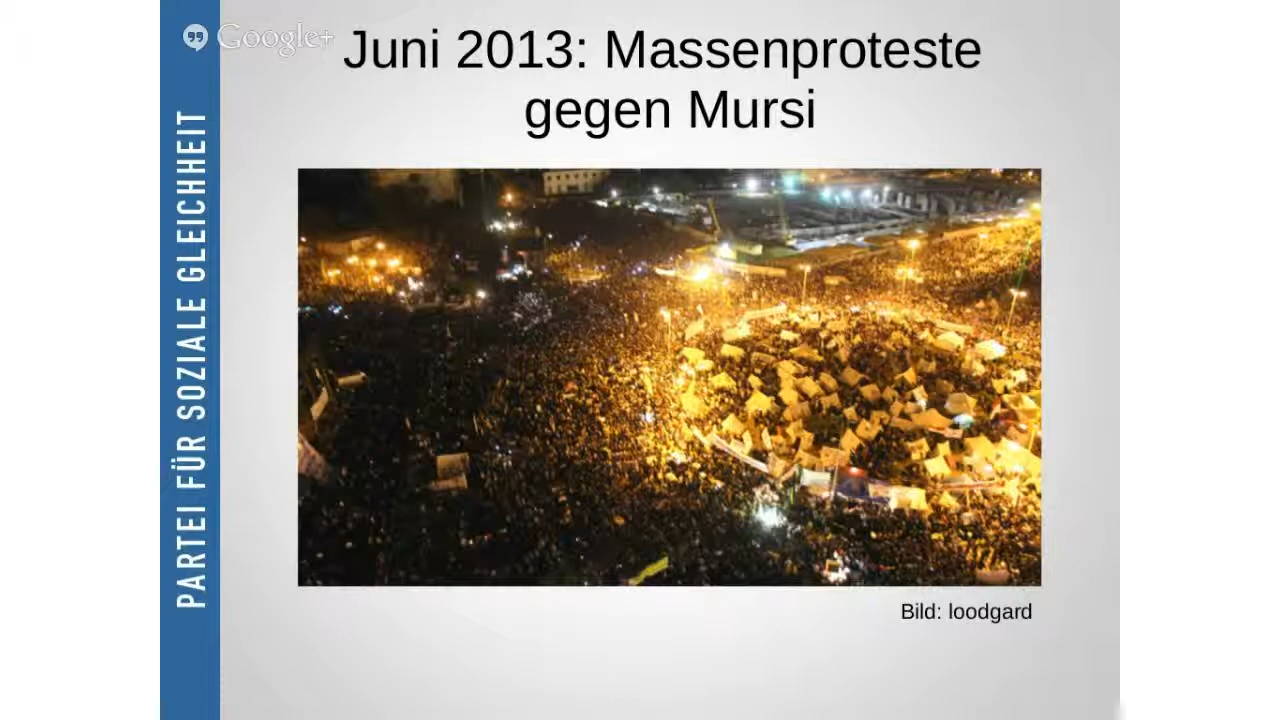 Google+
Juni 2013: Massenproteste
gegen Mursi
PARTEI FÜR SOZIALE GLEICHHEIT
Bild: loodgard